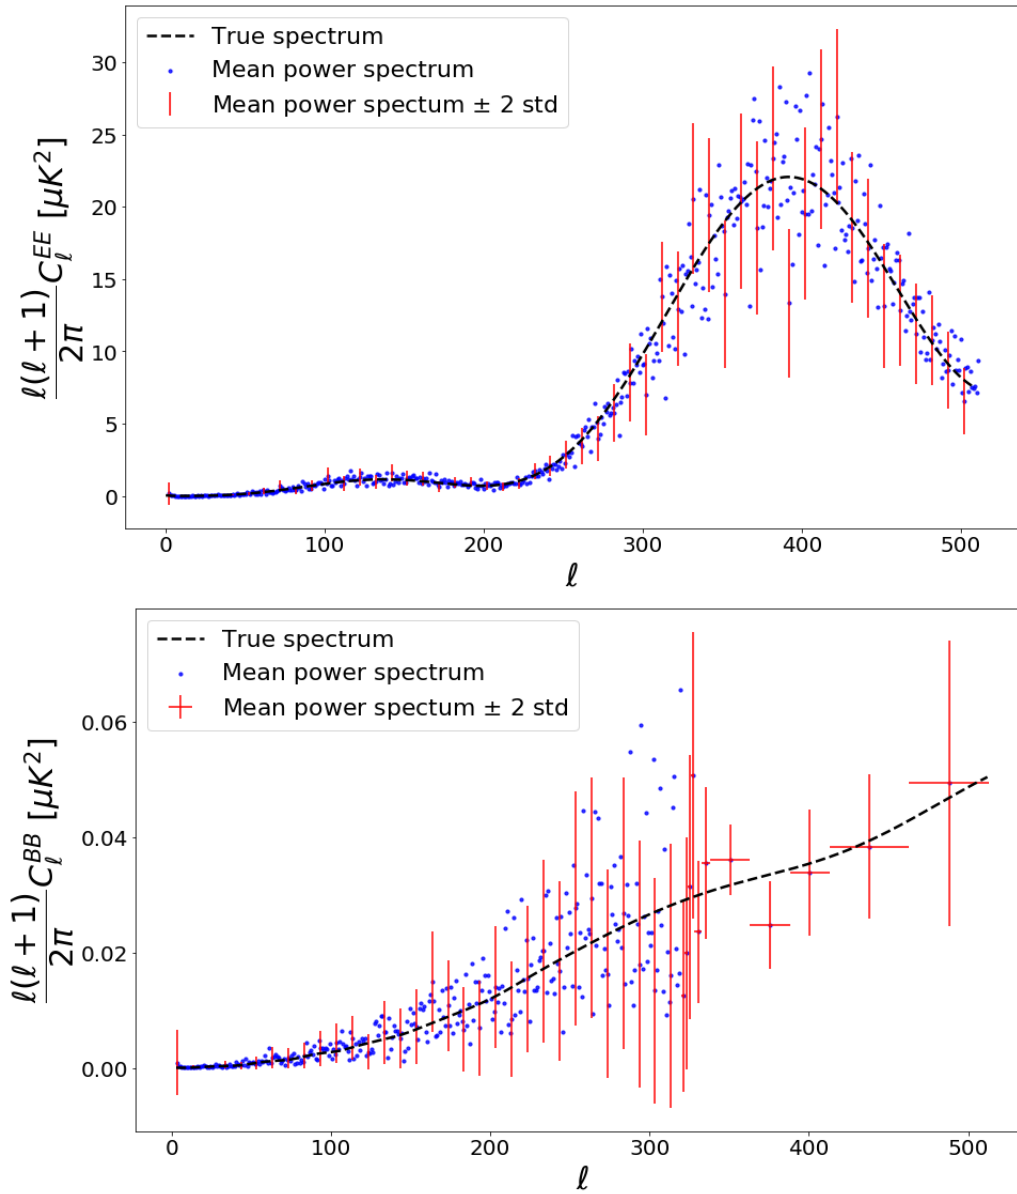 True spectrum
Mean power spectrum
Mean power spectum ± 2 std
ℓ(ℓ + 1)/2π C_ℓ^{EE} [μK²]
30
25
20
15
10
5
0
0 100 200 300 400 500
ℓ
True spectrum
Mean power spectrum
Mean power spectum ± 2 std
ℓ(ℓ + 1)/2π C_ℓ^{BB} [μK²]
0.06
0.04
0.02
0.00
0 100 200 300 400 500
ℓ